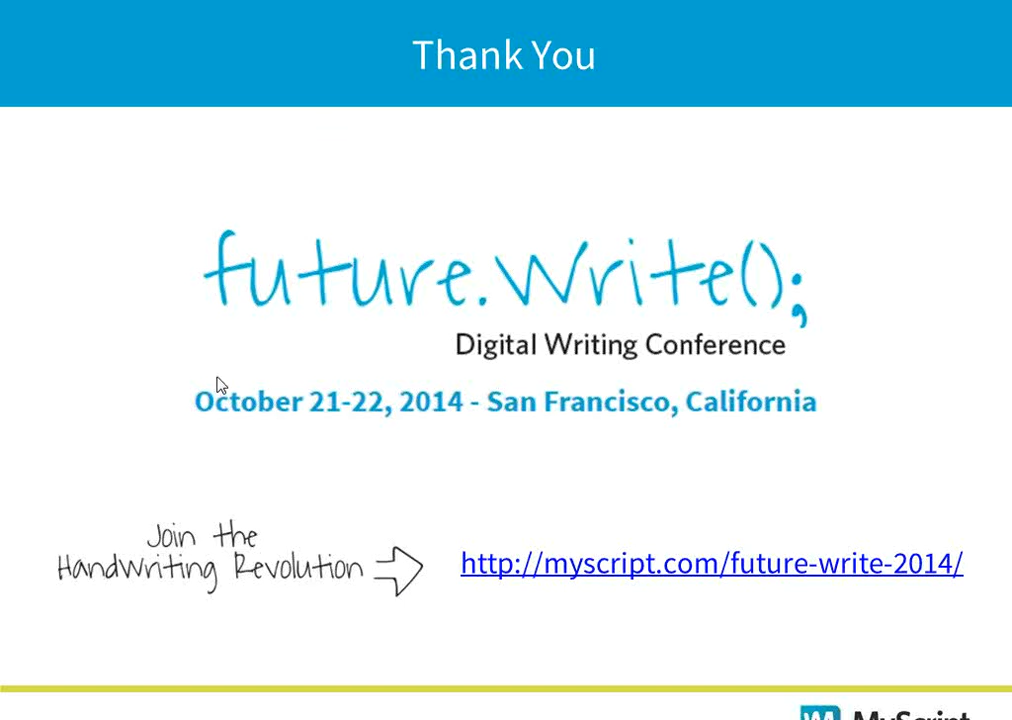 Thank You
future.Write();
Digital Writing Conference
October 21-22, 2014 - San Francisco, California
Join the
Handwriting Revolution
http://myscript.com/future-write-2014/
MyScript